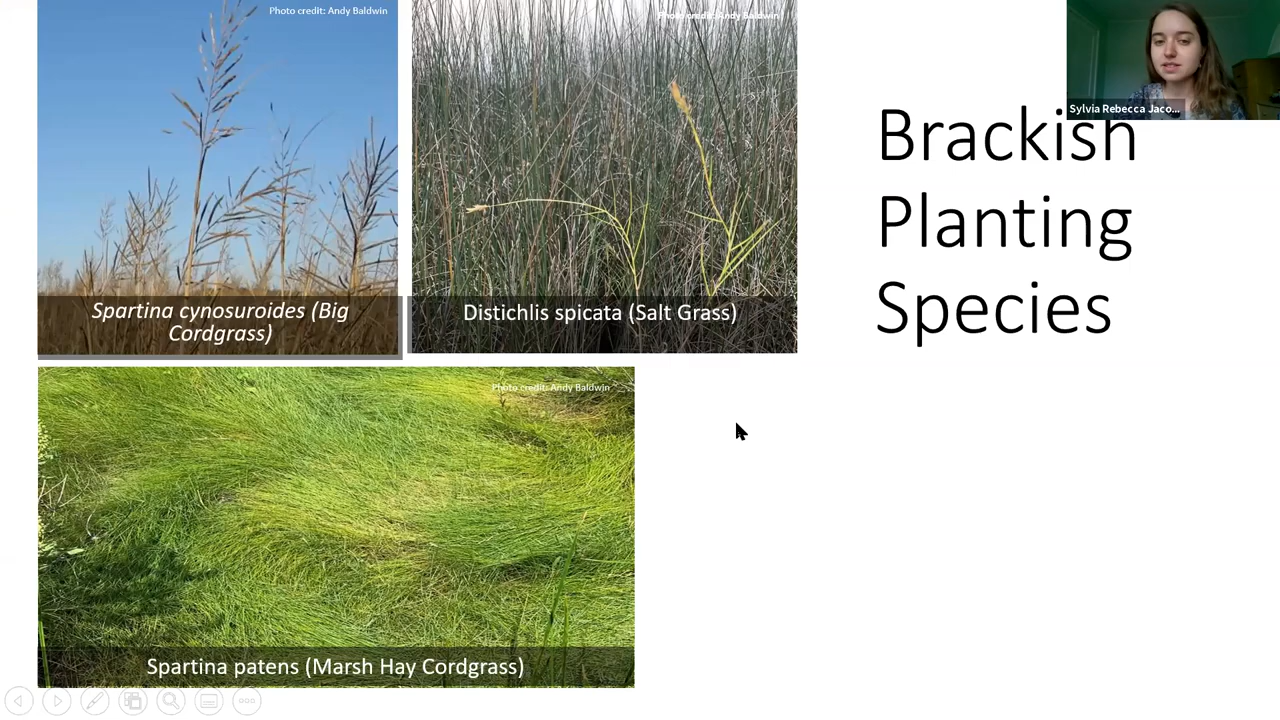 Photo credit: Andy Baldwin
Photo credit: Andy Baldwin
Sylvia Rebecca Jaco...
Brackish
Planting
Species
Spartina cynosuroides (Big
Cordgrass)
Distichlis spicata (Salt Grass)
Photo credit: Andy Baldwin
Spartina patens (Marsh Hay Cordgrass)